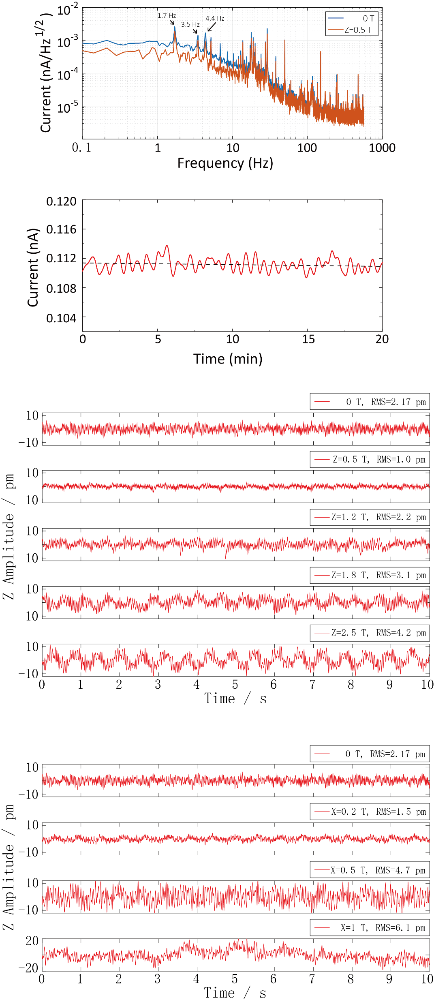 10-2
1.7 Hz
3.5 Hz
4.4 Hz
0 T
Z=0.5 T
10-3
10-4
10-5
Current (nA/Hz1/2)
0.1
1
10
100
1000
Frequency (Hz)
0.120
0.116
0.112
0.108
0.104
Current (nA)
0
5
10
15
20
Time (min)
0 T, RMS=2.17 pm
10
-10
Z=0.5 T, RMS=1.0 pm
10
-10
Z=1.2 T, RMS=2.2 pm
10
-10
Z=1.8 T, RMS=3.1 pm
10
-10
Z=2.5 T, RMS=4.2 pm
10
-10
Z Amplitude / pm
0
1
2
3
4
5
6
7
8
9
10
Time / s
0 T, RMS=2.17 pm
10
-10
X=0.2 T, RMS=1.5 pm
10
-10
X=0.5 T, RMS=4.7 pm
10
-10
X=1 T, RMS=6.1 pm
20
-20
Z Amplitude / pm
0
1
2
3
4
5
6
7
8
9
10
Time / s